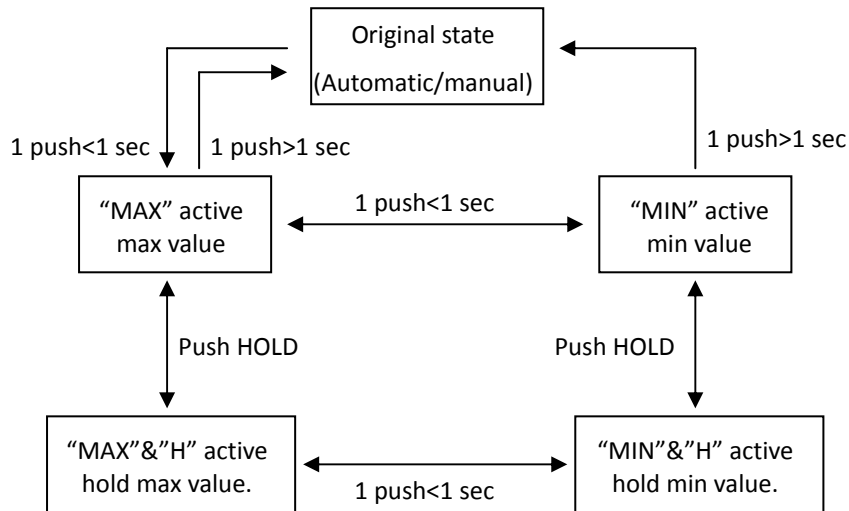 Original state
(Automatic/manual)
1 push<1 sec
1 push>1 sec
1 push>1 sec
“MAX” active
max value
1 push<1 sec
“MIN” active
min value
Push HOLD
Push HOLD
“MAX”&”H” active
hold max value.
1 push<1 sec
“MIN”&”H” active
hold min value.